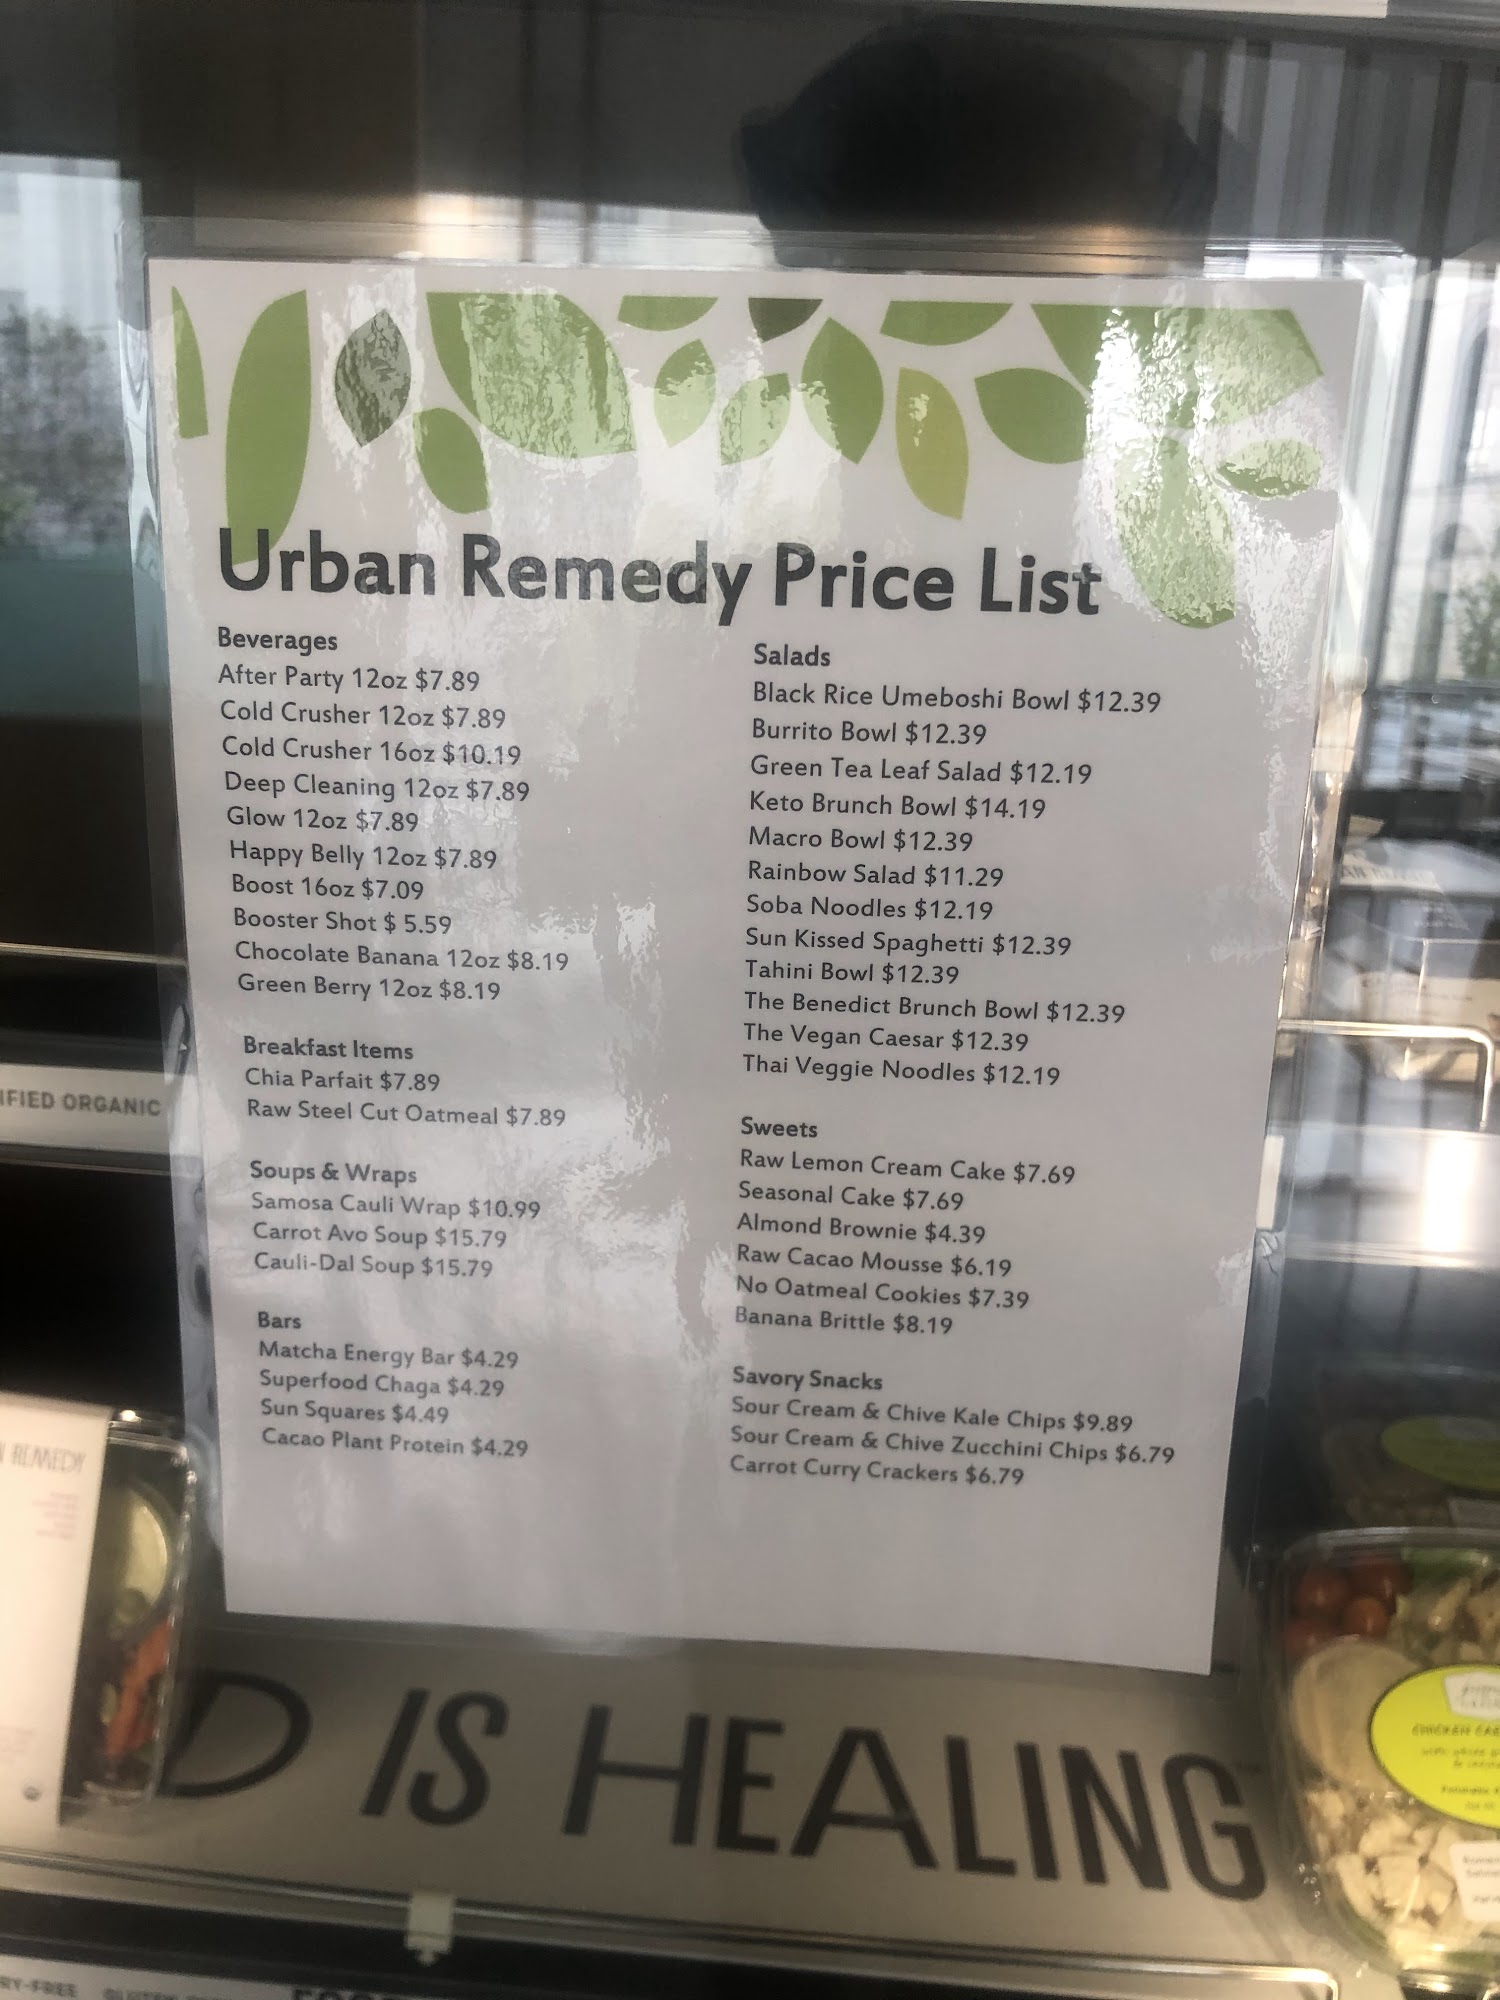 Urban Remedy Price List
Beverages
After Party 12oz $7.89
Cold Crusher 12oz $7.89
Cold Crusher 16oz $10.19
Deep Cleaning 12oz $7.89
Glow 12oz $7.89
Happy Belly 12oz $7.89
Boost 16oz $7.09
Booster Shot $ 5.59
Chocolate Banana 12oz $8.19
Green Berry 12oz $8.19
Breakfast Items
Chia Parfait $7.89
Raw Steel Cut Oatmeal $7.89
Soups & Wraps
Samosa Cauli Wrap $10.99
Carrot Avo Soup $15.79
Cauli-Dal Soup $15.79
Bars
Matcha Energy Bar $4.29
Superfood Chaga $4.29
Sun Squares $4.49
Cacao Plant Protein $4.29
Salads
Black Rice Umeboshi Bowl $12.39
Burrito Bowl $12.39
Green Tea Leaf Salad $12.19
Keto Brunch Bowl $14.19
Macro Bowl $12.39
Rainbow Salad $11.29
Soba Noodles $12.19
Sun Kissed Spaghetti $12.39
Tahini Bowl $12.39
The Benedict Brunch Bowl $12.39
The Vegan Caesar $12.39
Thai Veggie Noodles $12.19
Sweets
Raw Lemon Cream Cake $7.69
Seasonal Cake $7.69
Almond Brownie $4.39
Raw Cacao Mousse $6.19
No Oatmeal Cookies $7.39
Banana Brittle $8.19
Savory Snacks
Sour Cream & Chive Kale Chips $9.89
Sour Cream & Chive Zucchini Chips $6.79
Carrot Curry Crackers $6.79
IFIED ORGANIC
N REMEDY
D IS HEALING
CHICKEN
RY-FREE